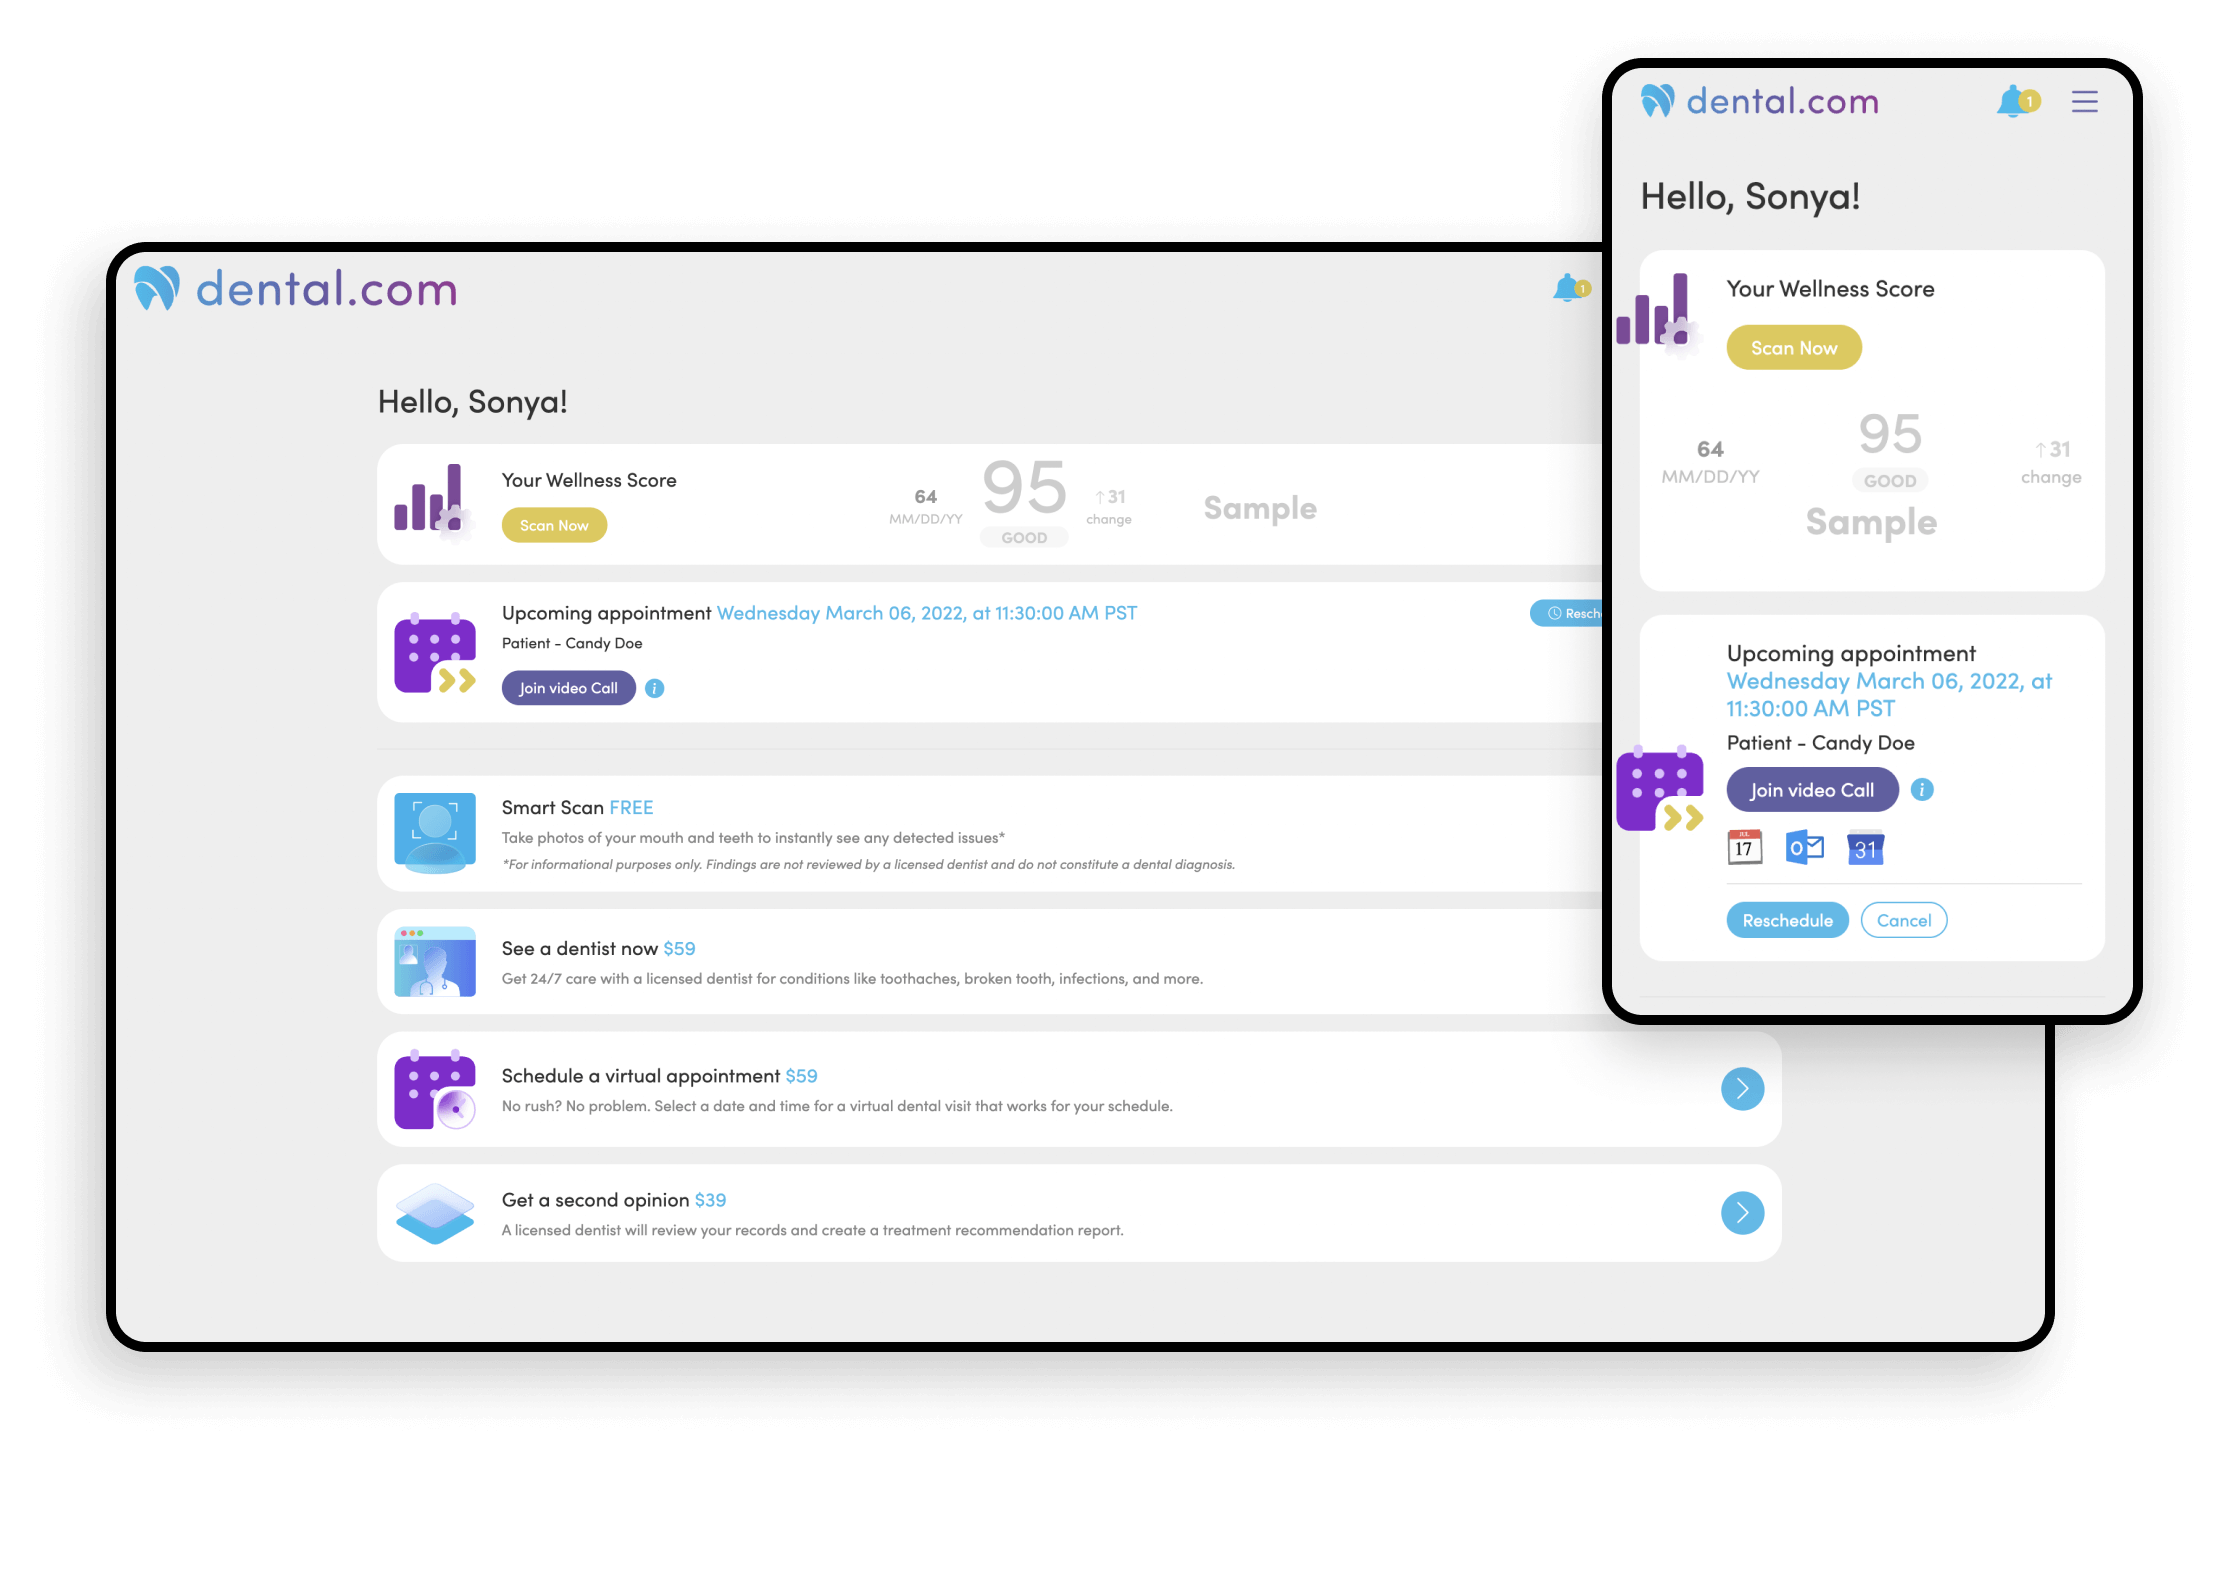 dental.com
1
Hello, Sonya!
Your Wellness Score
Scan Now
64
MM/DD/YY
95
GOOD
↑31
change
Sample
Upcoming appointment Wednesday March 06, 2022, at 11:30:00 AM PST
Patient - Candy Doe
Join video Call
i
Smart Scan FREE
Take photos of your mouth and teeth to instantly see any detected issues*
*For informational purposes only. Findings are not reviewed by a licensed dentist and do not constitute a dental diagnosis.
See a dentist now $59
Get 24/7 care with a licensed dentist for conditions like toothaches, broken tooth, infections, and more.
Schedule a virtual appointment $59
No rush? No problem. Select a date and time for a virtual dental visit that works for your schedule.
Get a second opinion $39
A licensed dentist will review your records and create a treatment recommendation report.
dental.com
1
Hello, Sonya!
Your Wellness Score
Scan Now
64
MM/DD/YY
95
GOOD
↑31
change
Sample
Upcoming appointment
Wednesday March 06, 2022, at
11:30:00 AM PST
Patient - Candy Doe
Join video Call
i
JUL
17
O
31
Reschedule
Cancel